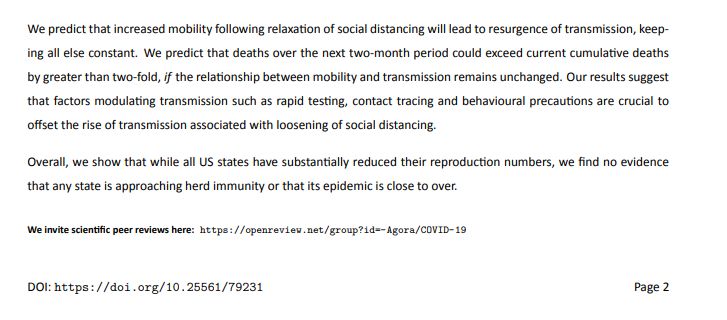 We predict that increased mobility following relaxation of social distancing will lead to resurgence of transmission, keep-
ing all else constant. We predict that deaths over the next two-month period could exceed current cumulative deaths
by greater than two-fold, if the relationship between mobility and transmission remains unchanged. Our results suggest
that factors modulating transmission such as rapid testing, contact tracing and behavioural precautions are crucial to
offset the rise of transmission associated with loosening of social distancing.
Overall, we show that while all US states have substantially reduced their reproduction numbers, we find no evidence
that any state is approaching herd immunity or that its epidemic is close to over.
We invite scientific peer reviews here: https://openreview.net/group?id=-Agora/COVID-19
DOI: https://doi.org/10.25561/79231 Page 2